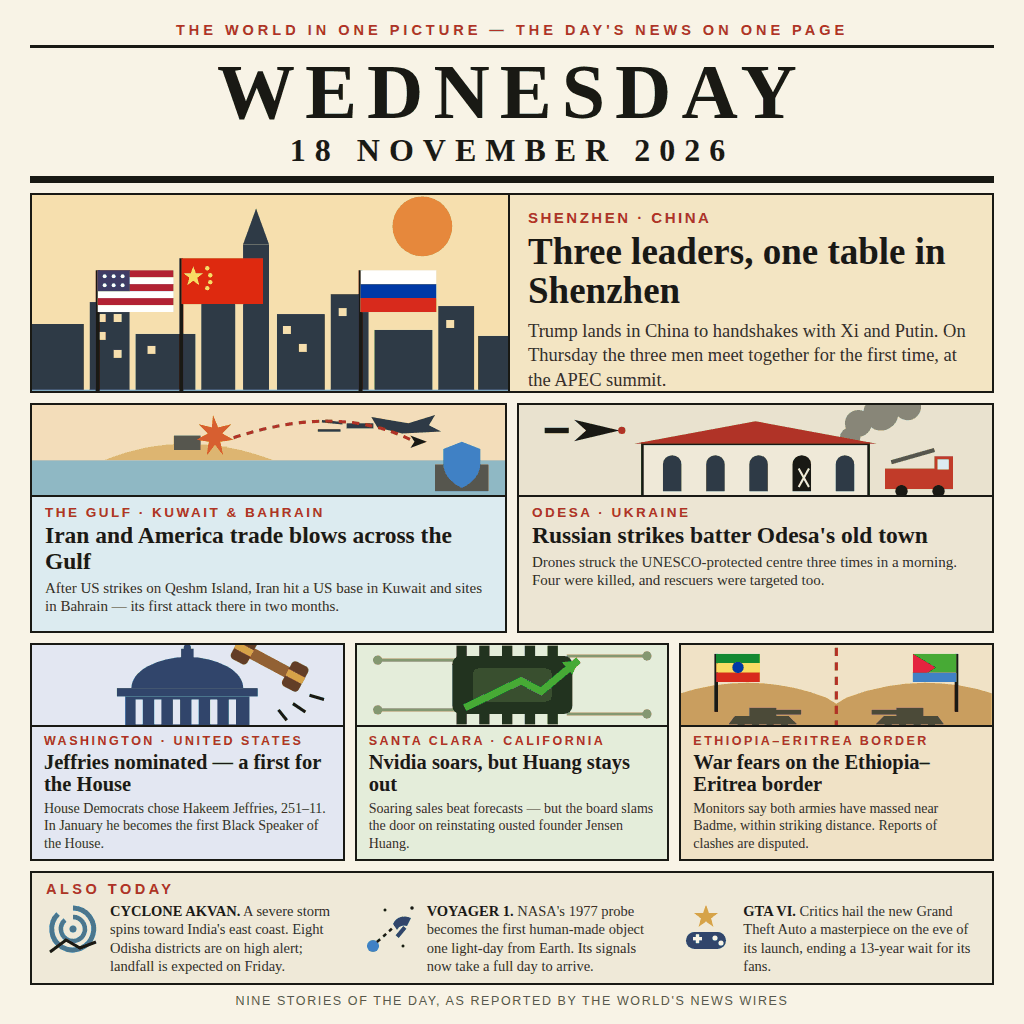 THE WORLD IN ONE PICTURE — THE DAY'S NEWS ON ONE PAGE
WEDNESDAY
18 NOVEMBER 2026
SHENZHEN · CHINA
Three leaders, one table in
Shenzhen
Trump lands in China to handshakes with Xi and Putin. On
Thursday the three men meet together for the first time, at
the APEC summit.
THE GULF · KUWAIT & BAHRAIN
Iran and America trade blows across the
Gulf
After US strikes on Qeshm Island, Iran hit a US base in Kuwait and sites
in Bahrain — its first attack there in two months.
ODESA · UKRAINE
Russian strikes batter Odesa's old town
Drones struck the UNESCO-protected centre three times in a morning.
Four were killed, and rescuers were targeted too.
WASHINGTON · UNITED STATES
Jeffries nominated — a first for
the House
House Democrats chose Hakeem Jeffries, 251–11.
In January he becomes the first Black Speaker of
the House.
SANTA CLARA · CALIFORNIA
Nvidia soars, but Huang stays
out
Soaring sales beat forecasts — but the board slams
the door on reinstating ousted founder Jensen
Huang.
ETHIOPIA–ERITREA BORDER
War fears on the Ethiopia–
Eritrea border
Monitors say both armies have massed near
Badme, within striking distance. Reports of
clashes are disputed.
ALSO TODAY
CYCLONE AKVAN. A severe storm
spins toward India's east coast. Eight
Odisha districts are on high alert;
landfall is expected on Friday.
VOYAGER 1. NASA's 1977 probe
becomes the first human-made object
one light-day from Earth. Its signals
now take a full day to arrive.
GTA VI. Critics hail the new Grand
Theft Auto a masterpiece on the eve of
its launch, ending a 13-year wait for its
fans.
NINE STORIES OF THE DAY, AS REPORTED BY THE WORLD'S NEWS WIRES